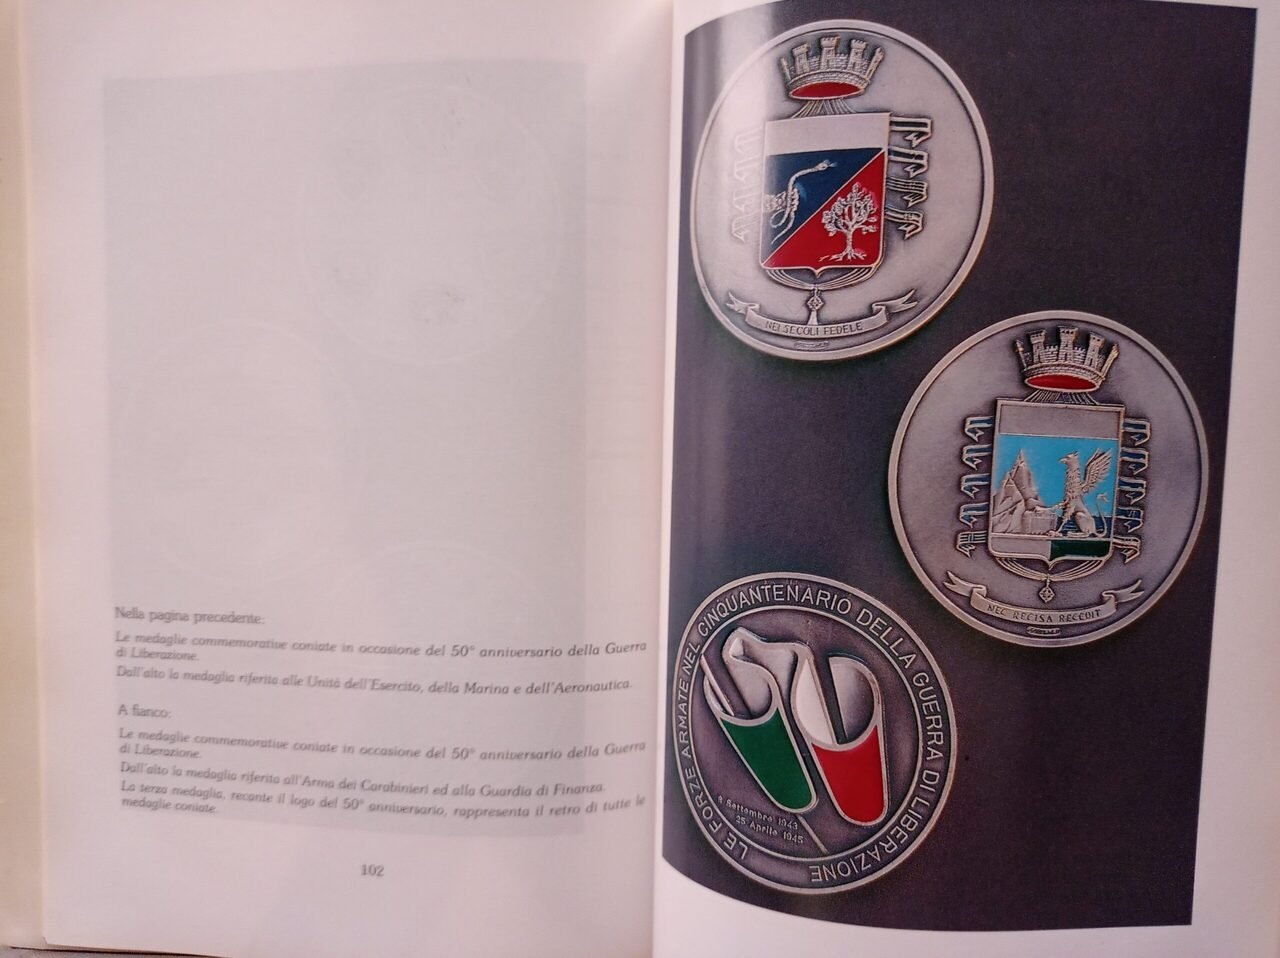 Nella pagina precedente:
Le medaglie commemorative coniate in occasione del 50° anniversario della Guerra
di Liberazione.
Dall'alto la medaglia riferita alle Unità dell'Esercito, della Marina e dell'Aeronautica.
A fianco:
Le medaglie commemorative coniate in occasione del 50° anniversario della Guerra
di Liberazione.
Dall'alto la medaglia riferita all'Arma dei Carabinieri ed alla Guardia di Finanza.
La terza medaglia, recante il logo del 50° anniversario, rappresenta il retro di tutte le
medaglie coniate.
102
NEI SECOLI FEDELE
NEC RECISA RECEDIT
LE FORZE ARMATE NEL CINQUANTENARIO DELLA GUERRA DI LIBERAZIONE
8 Settembre 1943
25 Aprile 1945